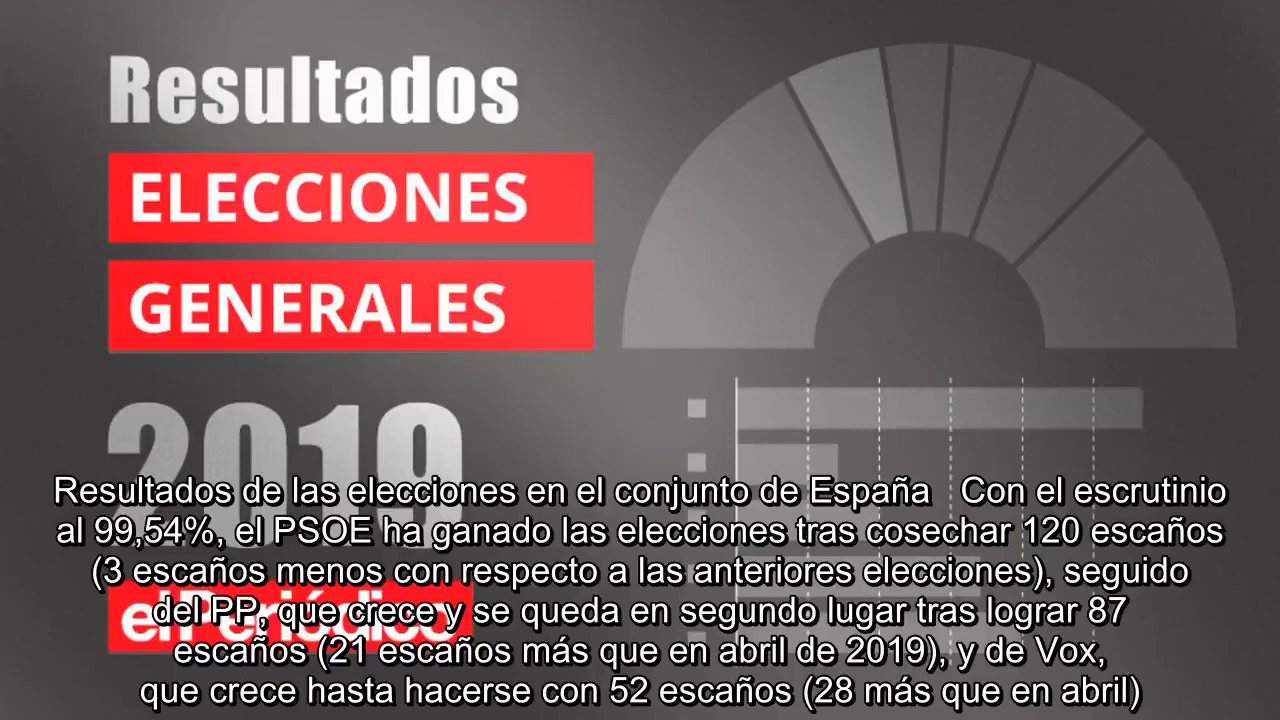 Resultados
ELECCIONES
GENERALES
2019
elPeriódico
Resultados de las elecciones en el conjunto de España Con el escrutinio
al 99,54%, el PSOE ha ganado las elecciones tras cosechar 120 escaños
(3 escaños menos con respecto a las anteriores elecciones), seguido
del PP, que crece y se queda en segundo lugar tras lograr 87
escaños (21 escaños más que en abril de 2019), y de Vox,
que crece hasta hacerse con 52 escaños (28 más que en abril)